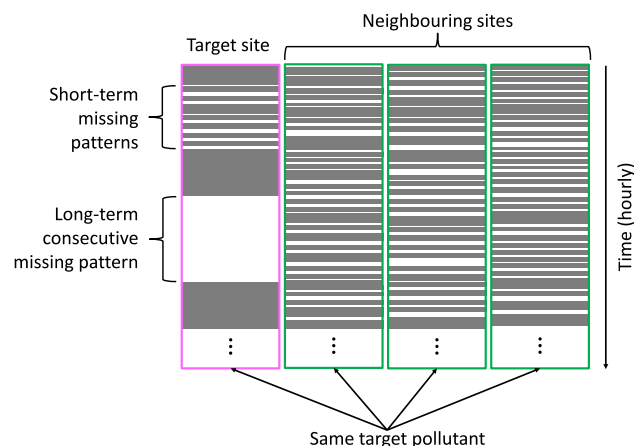 Neighbouring sites
Target site
Short-term
missing
patterns
Long-term
consecutive
missing pattern
Time (hourly)
Same target pollutant